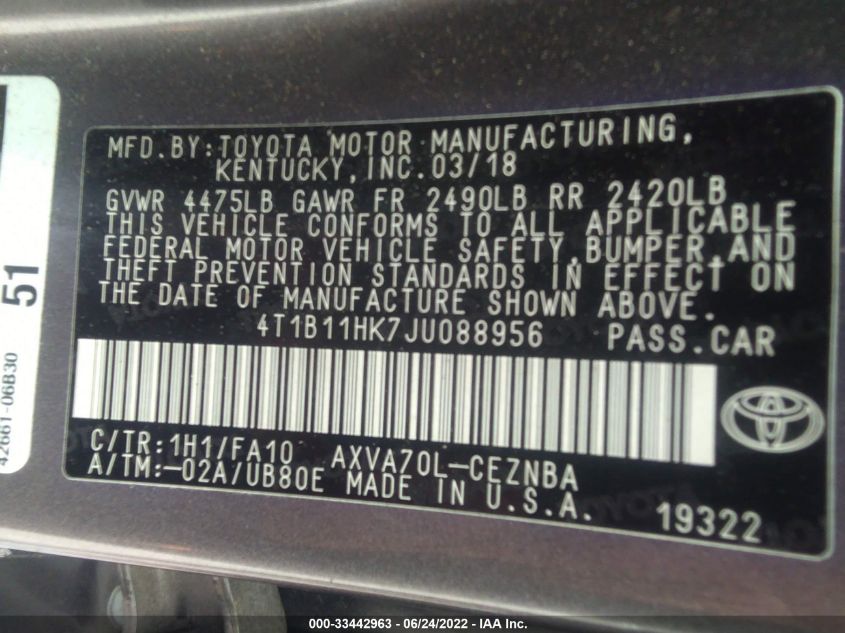 MFD.BY:TOYOTA MOTOR MANUFACTURING,
KENTUCKY,INC.03/18
GVWR 4475LB GAWR FR 2490LB RR 2420LB
THIS VEHICLE CONFORMS TO ALL APPLICABLE
FEDERAL MOTOR VEHICLE SAFETY,BUMPER,AND
THEFT PREVENTION STANDARDS IN EFFECT ON
THE DATE OF MANUFACTURE SHOWN ABOVE.
4T1B11HK7JU088956 PASS.CAR
C/TR:1H1/FA10 AXVA70L-CEZNBA
A/TM:-02A/UB80E MADE IN U.S.A.
19322
51
42661-06B30
000-33442963 - 06/24/2022 - IAA Inc.